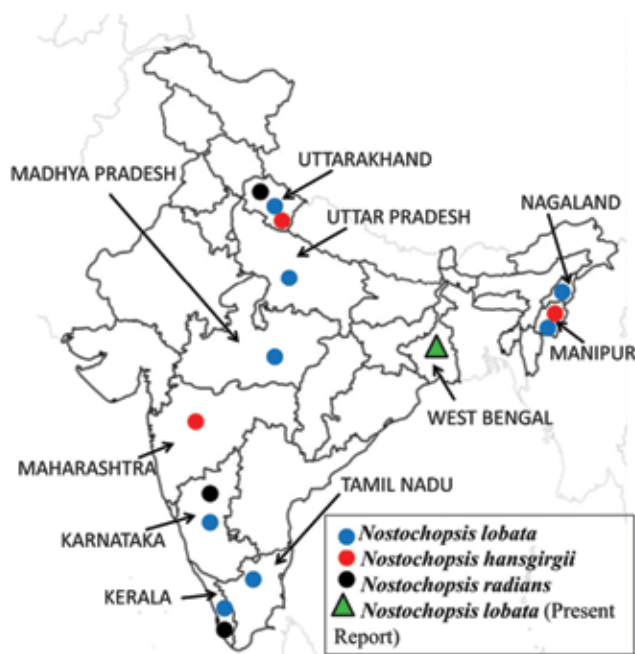 UTTARAKHAND
MADHYA PRADESH
UTTAR PRADESH
NAGALAND
MANIPUR
WEST BENGAL
MAHARASHTRA
TAMIL NADU
KARNATAKA
KERALA
Nostochopsis lobata
Nostochopsis hansgirgii
Nostochopsis radians
Nostochopsis lobata (Present
Report)